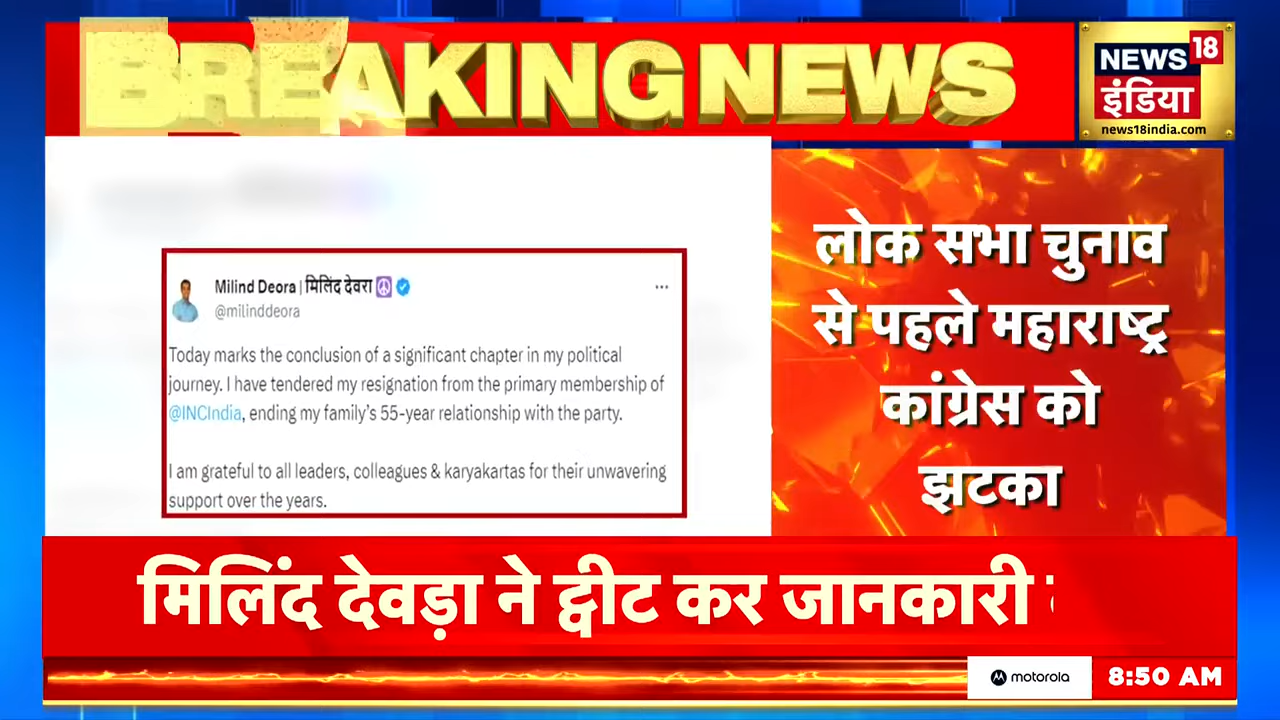 BREAKING NEWS
NEWS 18
इंडिया
news18india.com
Milind Deora | मिलिंद देवरा
@milinddeora
Today marks the conclusion of a significant chapter in my political
journey. I have tendered my resignation from the primary membership of
@INCIndia, ending my family's 55-year relationship with the party.
I am grateful to all leaders, colleagues & karyakartas for their unwavering
support over the years.
लोक सभा चुनाव
से पहले महाराष्ट्र
कांग्रेस को
झटका
मिलिंद देवड़ा ने ट्वीट कर जानकारी
motorola
8:50 AM